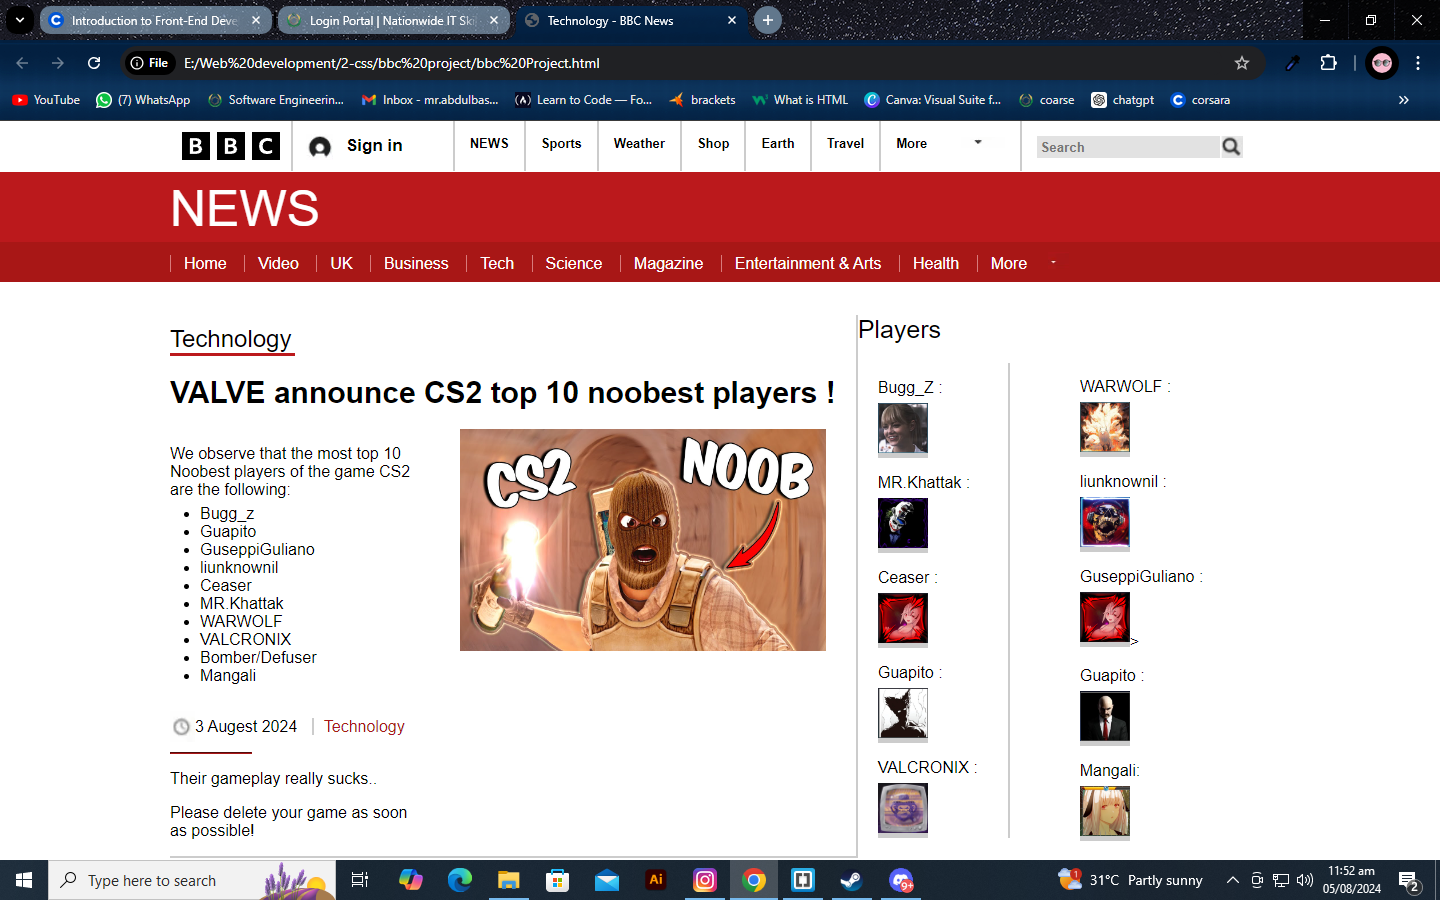 Introduction to Front-End Deve
Login Portal | Nationwide IT Skil
Technology - BBC News
File
E:/Web%20development/2-css/bbc%20project/bbc%20Project.html
YouTube
(7) WhatsApp
Software Engineerin...
Inbox - mr.abdulbas...
Learn to Code — Fo...
brackets
What is HTML
Canva: Visual Suite f...
coarse
chatgpt
corsara
BBC
Sign in
NEWS
Sports
Weather
Shop
Earth
Travel
More
Search
NEWS
Home
Video
UK
Business
Tech
Science
Magazine
Entertainment & Arts
Health
More
Technology
VALVE announce CS2 top 10 noobest players !
We observe that the most top 10
Noobest players of the game CS2
are the following:
• Bugg_z
• Guapito
• GuseppiGuliano
• liunknownil
• Ceaser
• MR.Khattak
• WARWOLF
• VALCRONIX
• Bomber/Defuser
• Mangali
CS2
NOOB
3 Augest 2024
Technology
Their gameplay really sucks..
Please delete your game as soon
as possible!
Players
Bugg_Z :
MR.Khattak :
Ceaser :
Guapito :
VALCRONIX :
WARWOLF :
liunknownil :
GuseppiGuliano :
>
Guapito :
Mangali:
Type here to search
Ai
9+
1
31°C Partly sunny
11:52 am
05/08/2024
2